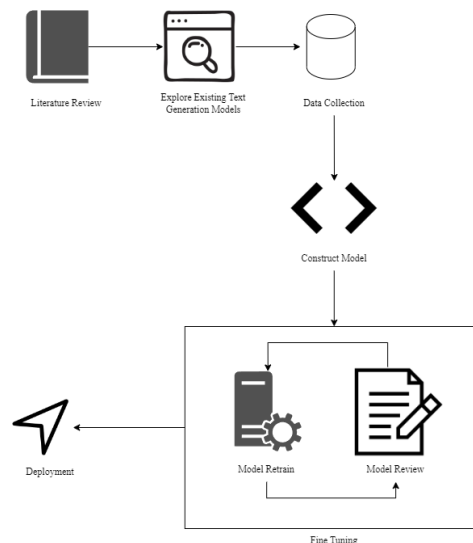 Literature Review
Explore Existing Text
Generation Models
Data Collection
Construct Model
Model Retrain
Model Review
Deployment
Fine Tuning